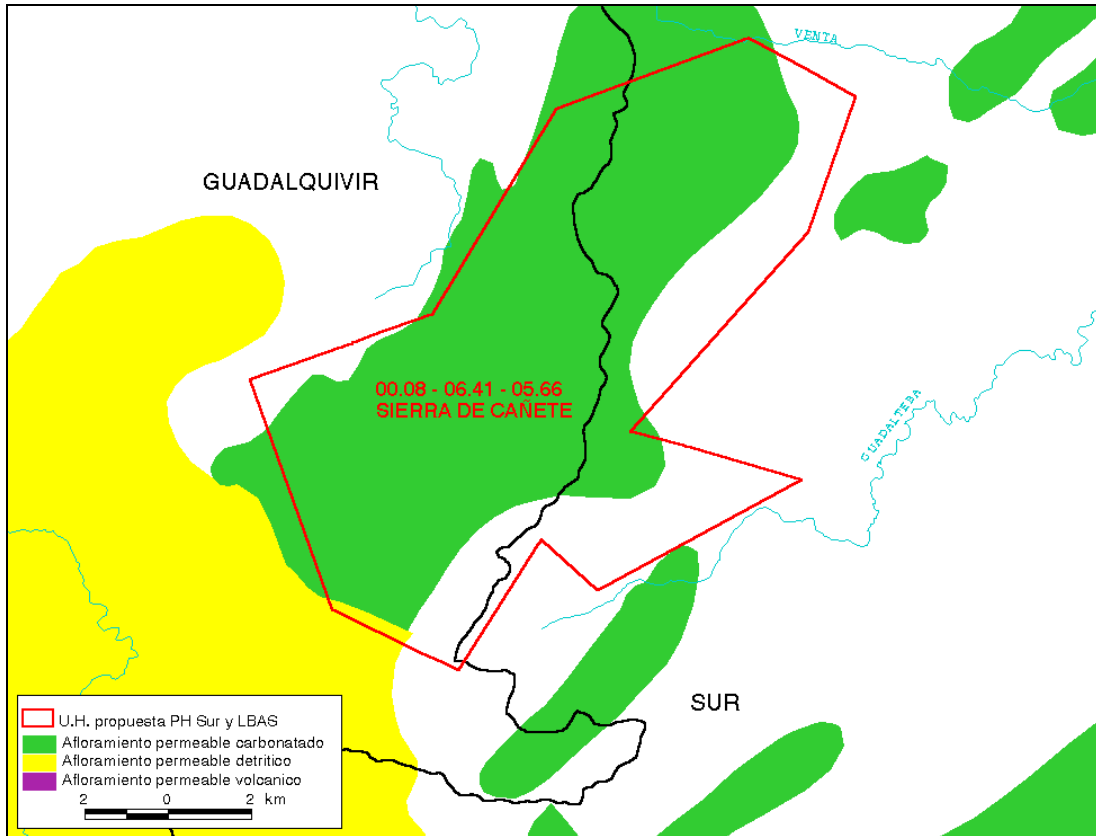 VENTA
GUADALQUIVIR
00.08 - 06.41 - 05.66
SIERRA DE CAÑETE
GUADALTEBA
SUR
U.H. propuesta PH Sur y LBAS
Afloramiento permeable carbonatado
Afloramiento permeable detritico
Afloramiento permeable volcanico
2 0 2 km